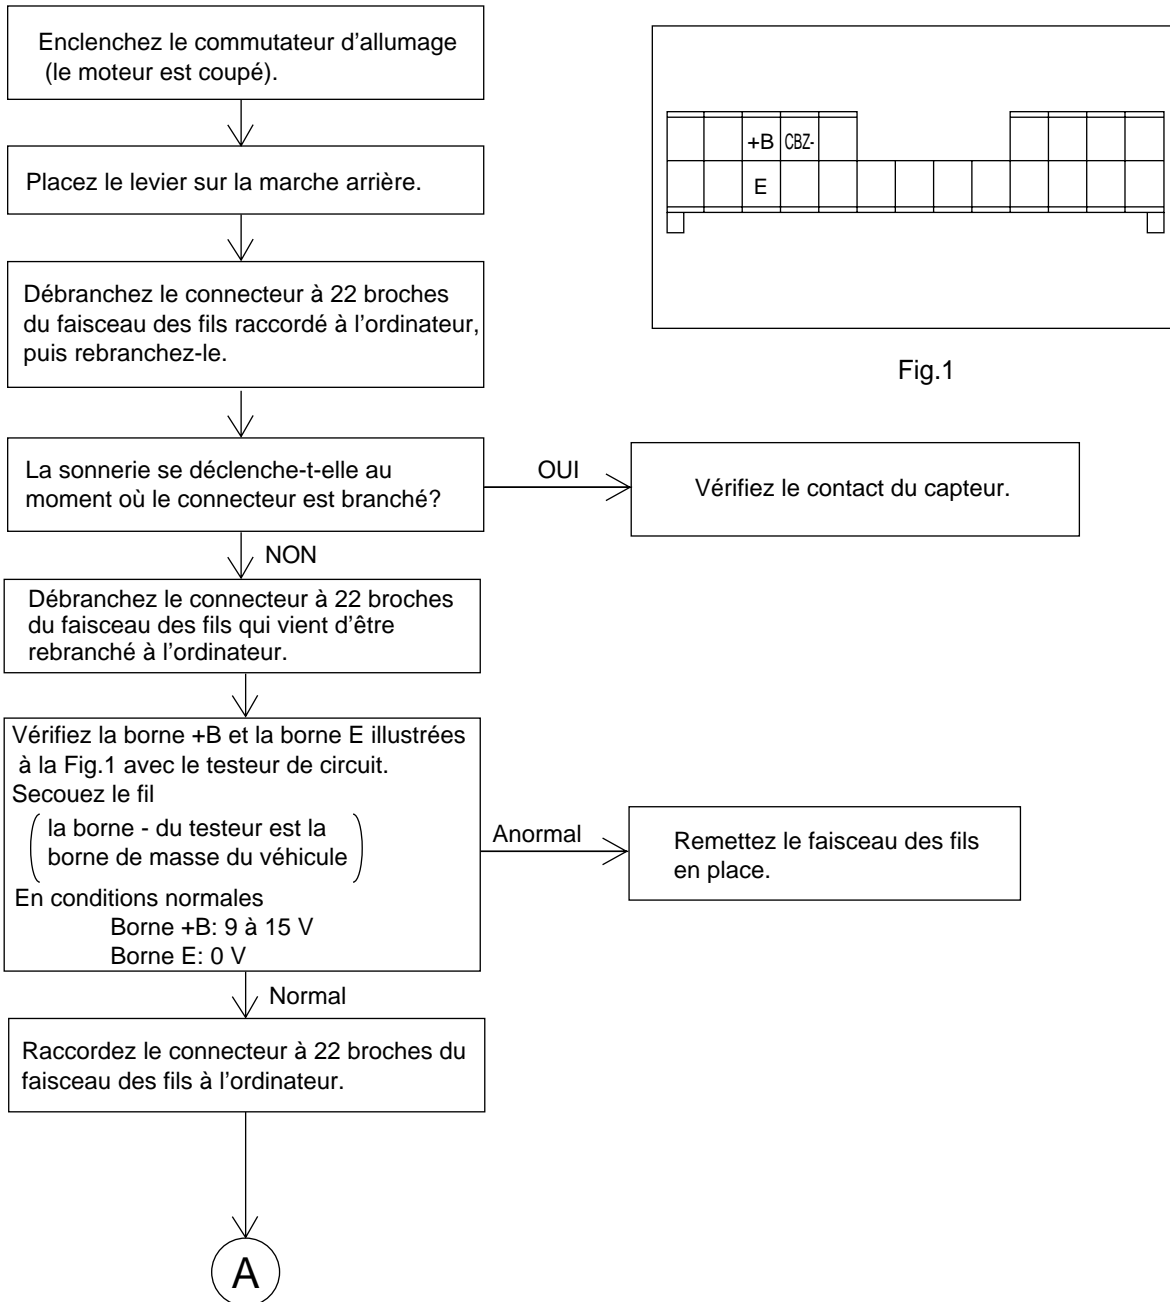 Enclenchez le commutateur d’allumage
(le moteur est coupé).
Placez le levier sur la marche arrière.
Débranchez le connecteur à 22 broches
du faisceau des fils raccordé à l’ordinateur,
puis rebranchez-le.
La sonnerie se déclenche-t-elle au
moment où le connecteur est branché?
OUI
Vérifiez le contact du capteur.
NON
Débranchez le connecteur à 22 broches
du faisceau des fils qui vient d’être
rebranché à l’ordinateur.
Vérifiez la borne +B et la borne E illustrées
à la Fig.1 avec le testeur de circuit.
Secouez le fil
la borne - du testeur est la
borne de masse du véhicule
En conditions normales
Borne +B: 9 à 15 V
Borne E: 0 V
Anormal
Remettez le faisceau des fils
en place.
Normal
Raccordez le connecteur à 22 broches du
faisceau des fils à l’ordinateur.
A
+B CBZ-
E
Fig.1